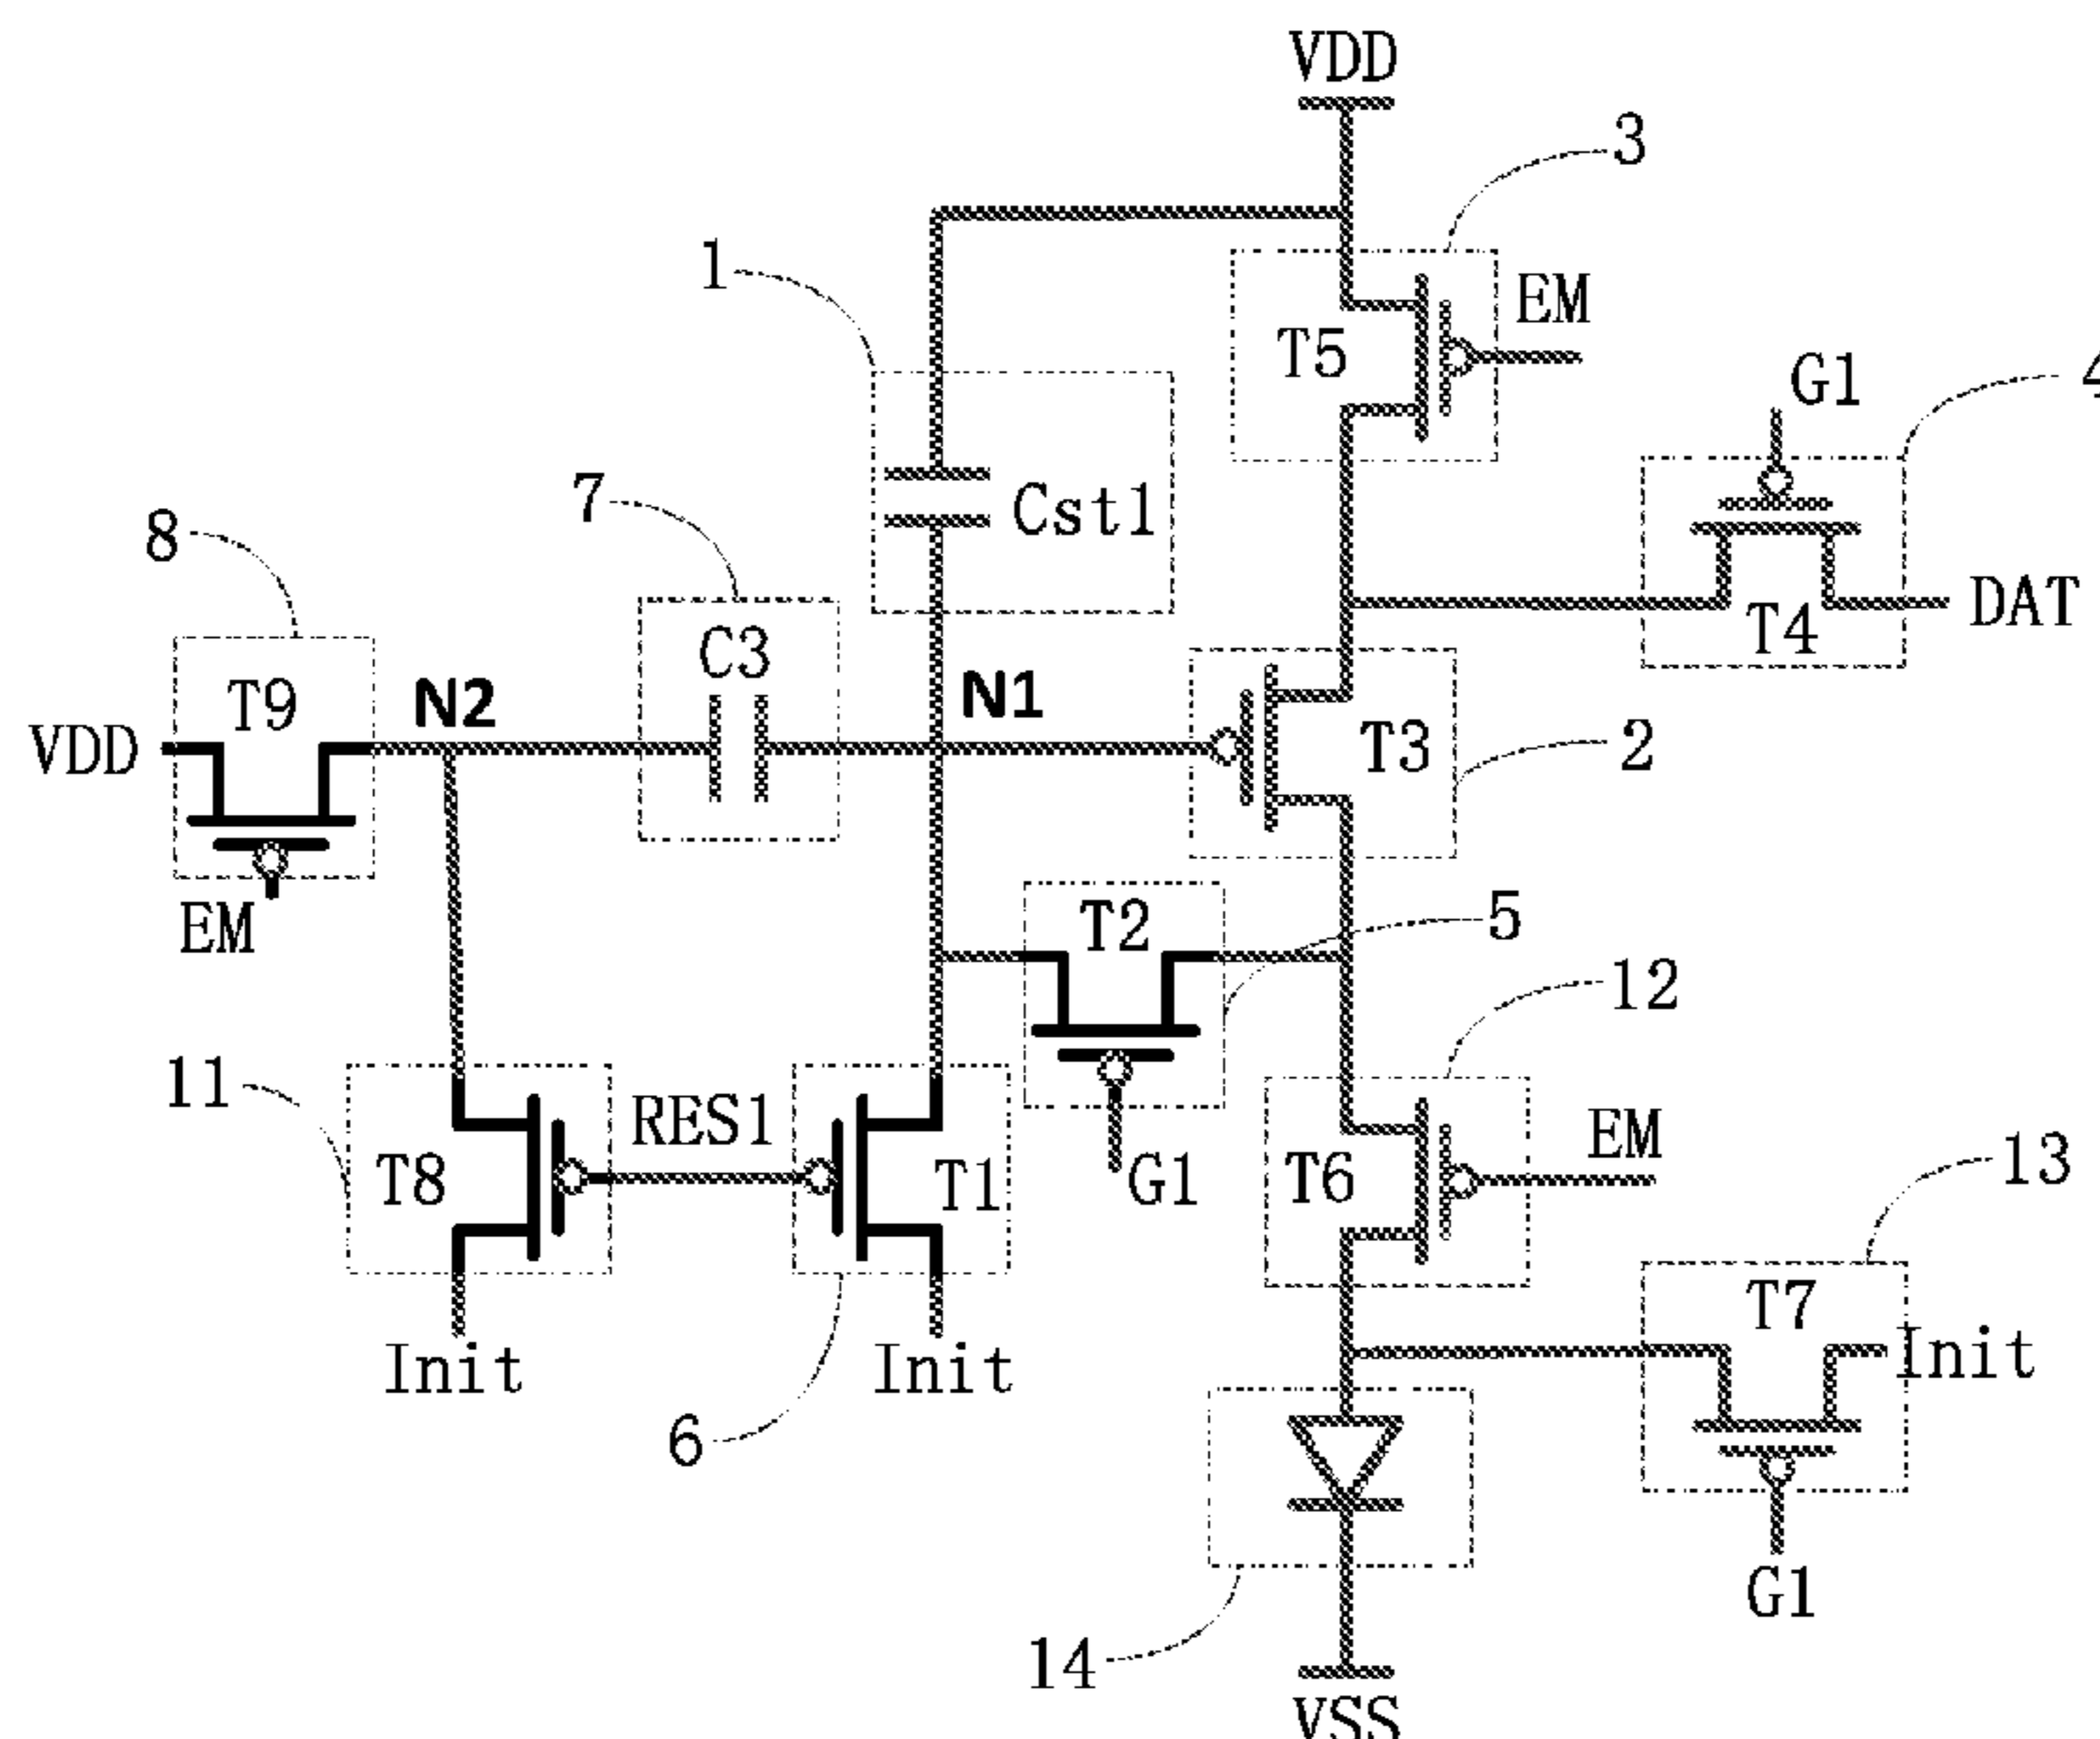 VDD
3
1
EM
T5
G1
4
Cst1
7
8
DAT
T4
C3
T9
N2
N1
VDD
T3
2
EM
T2
5
12
11
RES1
EM
T8
T1
G1
T6
13
T7
Init
Init
Init
6
G1
14
VSS